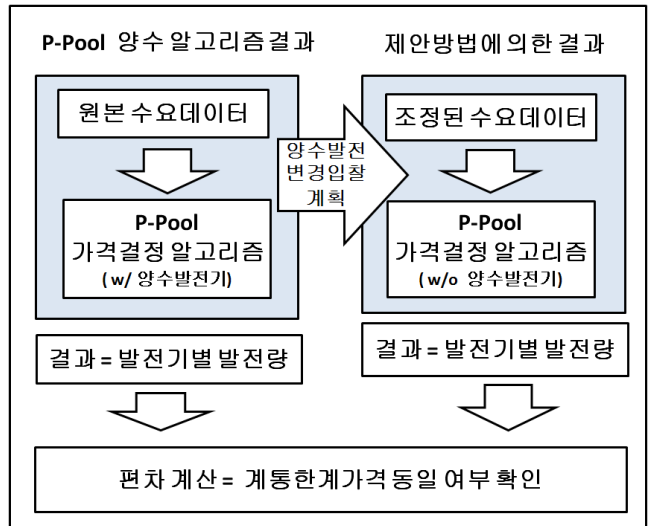 P-Pool 양수 알고리즘결과
제안방법에 의한 결과
원본 수요데이터
조정된 수요데이터
양수발전
변경입찰
계획
P-Pool
가격결정 알고리즘
( w/ 양수발전기)
P-Pool
가격결정 알고리즘
(w/o 양수발전기)
결과 = 발전기별 발전량
결과 = 발전기별 발전량
편차 계산 = 계통한계가격 동일 여부 확인